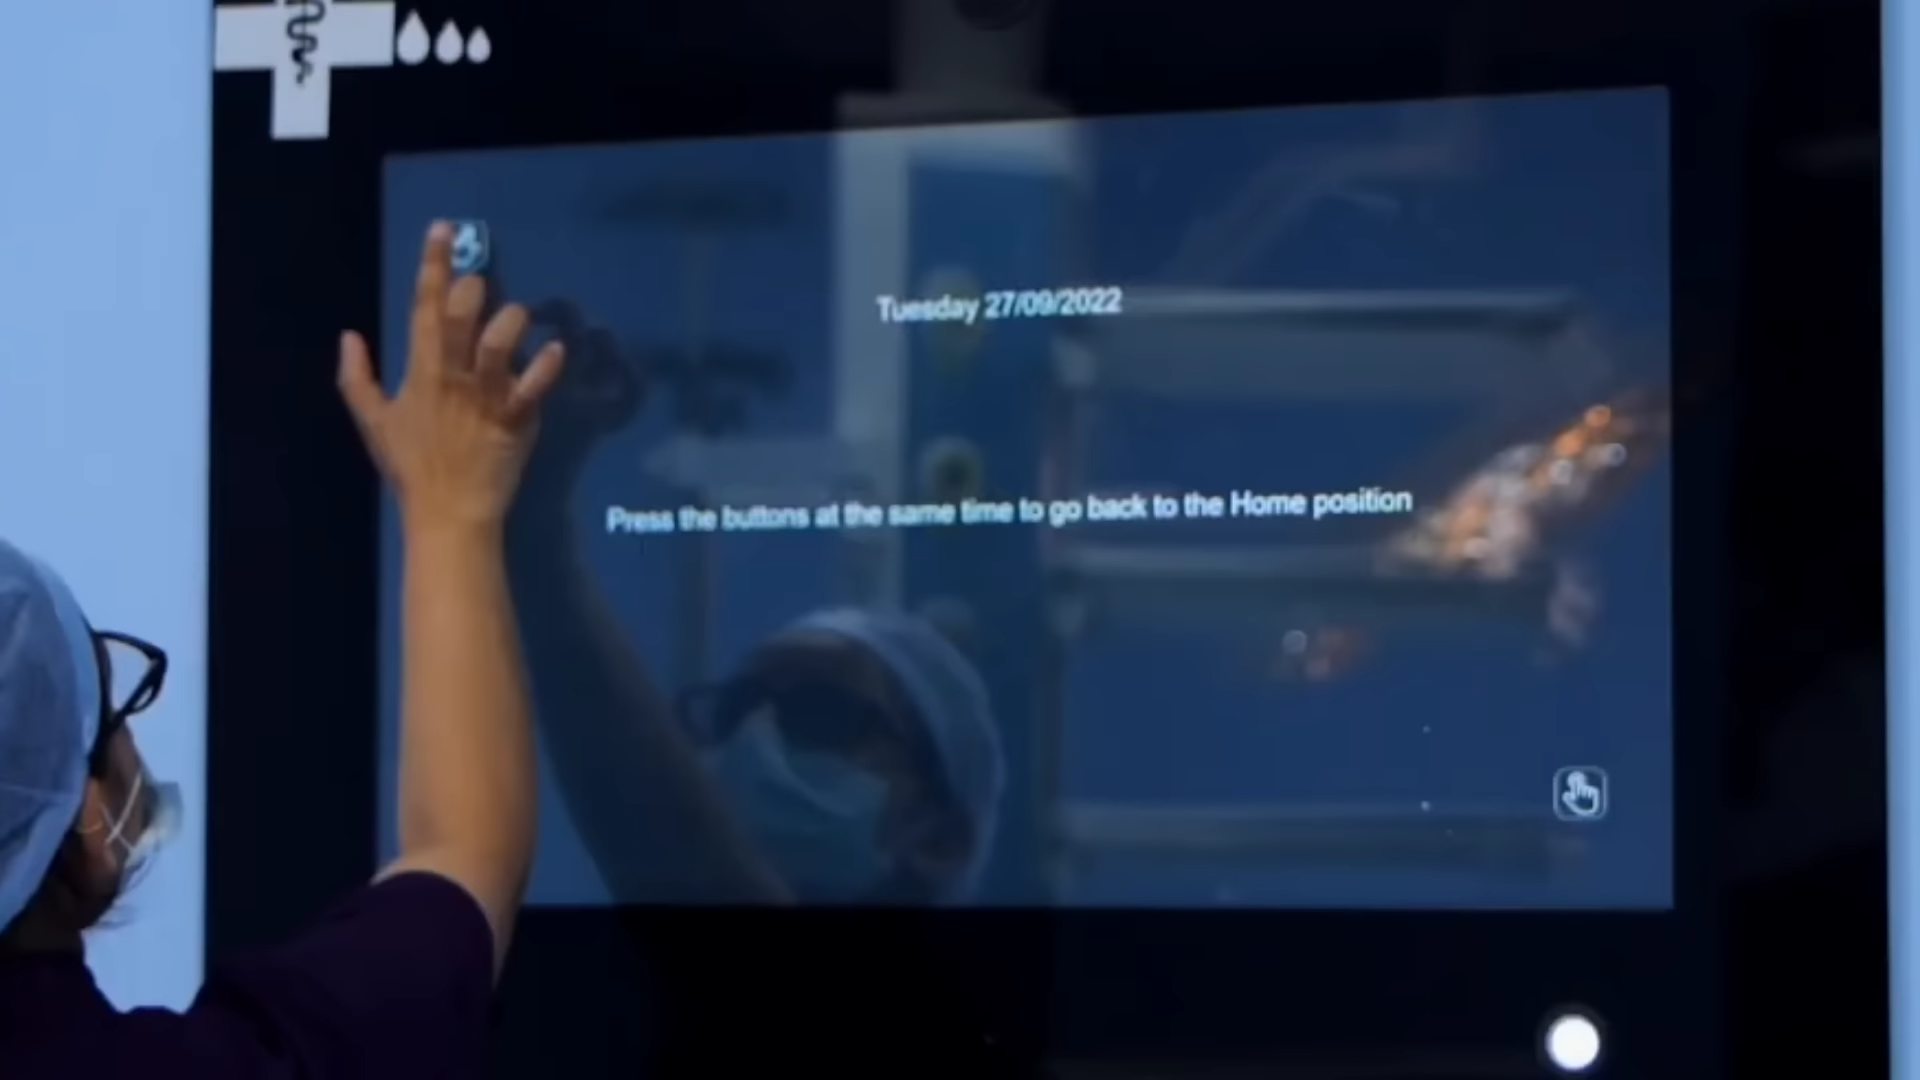 Tuesday 27/09/2022
Press the buttons at the same time to go back to the Home position